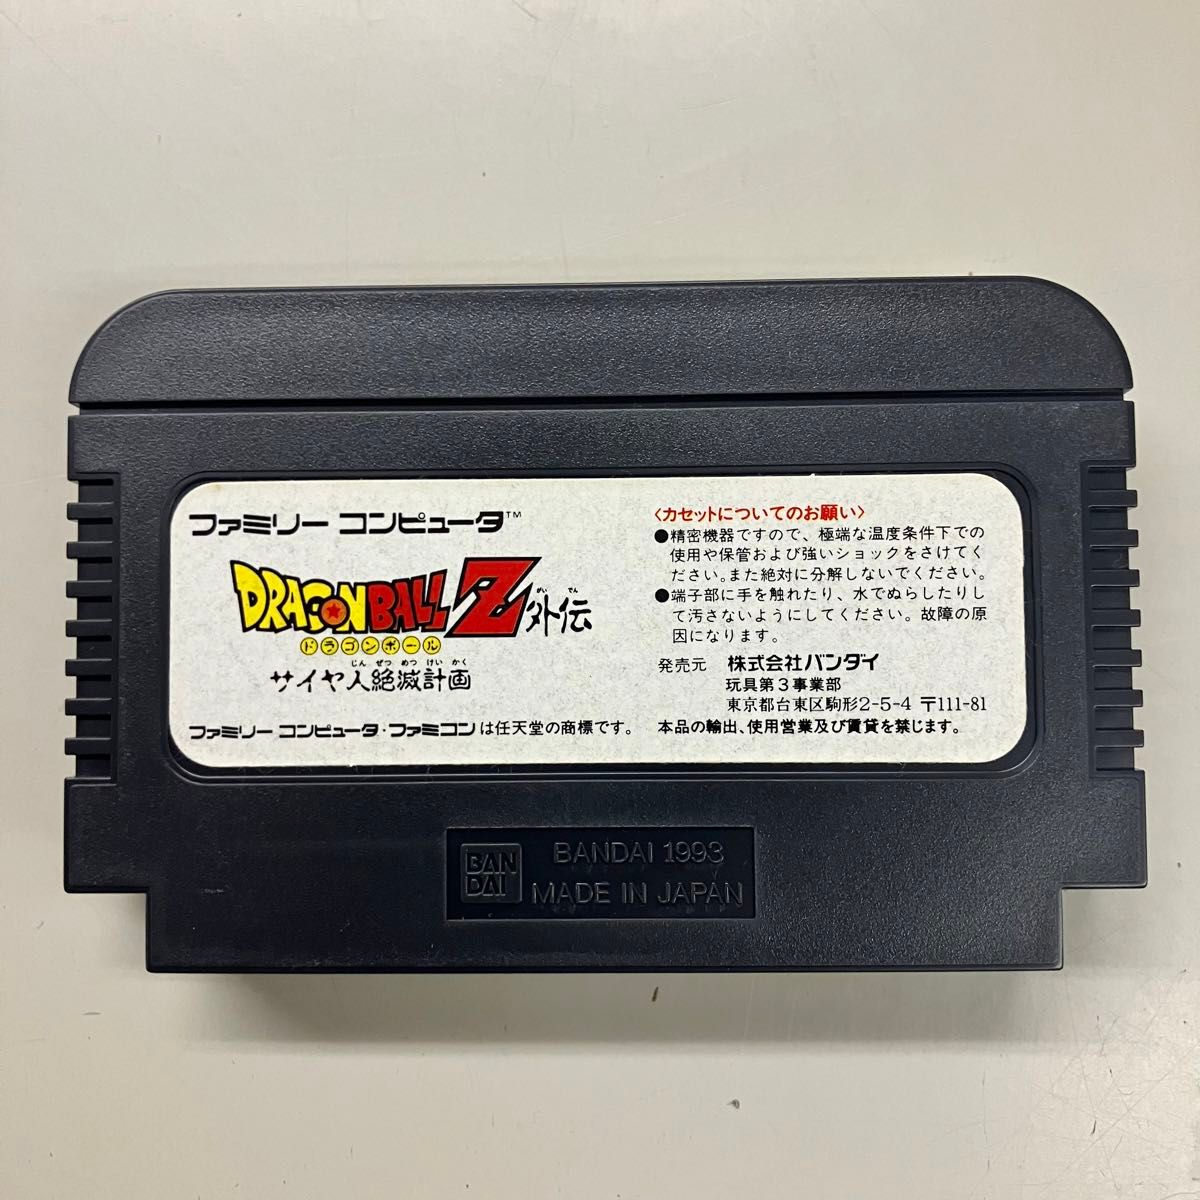 ファミリー コンピュータ™
DRAGON BALL Z 外伝
がい でん
ドラゴンボール
じん ぜつ めつ けい かく
サイヤ人絶滅計画
ファミリー コンピュータ・ファミコン は任天堂の商標です。
〈カセットについてのお願い〉
●精密機器ですので、極端な温度条件下での
使用や保管および強いショックをさけてく
ださい。また絶対に分解しないでください。
●端子部に手を触れたり、水でぬらしたりし
て汚さないようにしてください。故障の原
因になります。
発売元 株式会社バンダイ
玩具第3事業部
東京都台東区駒形2-5-4 〒111-81
本品の輸出、使用営業及び賃貸を禁じます。
BAN
DAI
BANDAI 1993
MADE IN JAPAN